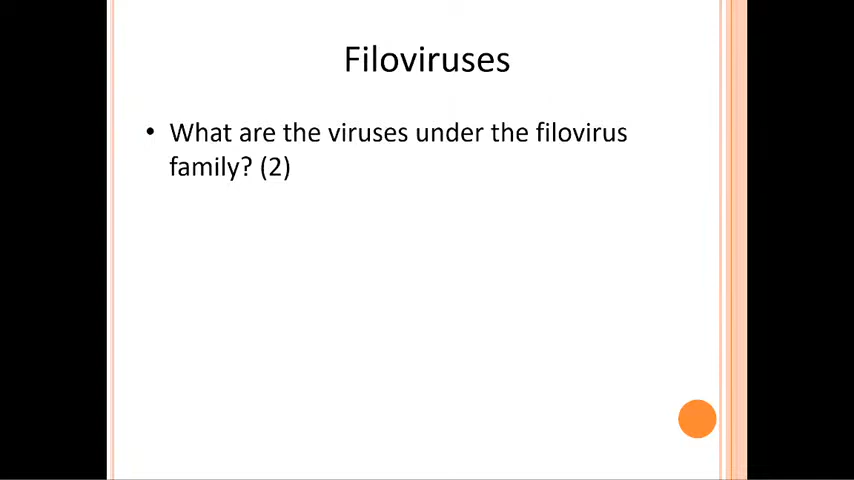 Filoviruses
• What are the viruses under the filovirus
family? (2)